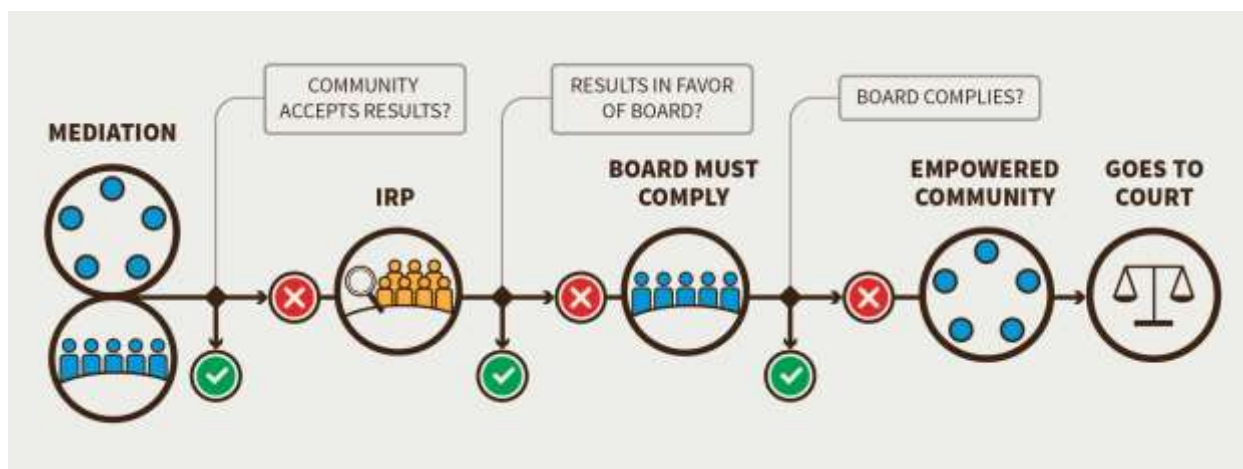 COMMUNITY
ACCEPTS RESULTS?
RESULTS IN FAVOR
OF BOARD?
BOARD COMPLIES?
MEDIATION
IRP
BOARD MUST
COMPLY
EMPOWERED
COMMUNITY
GOES TO
COURT